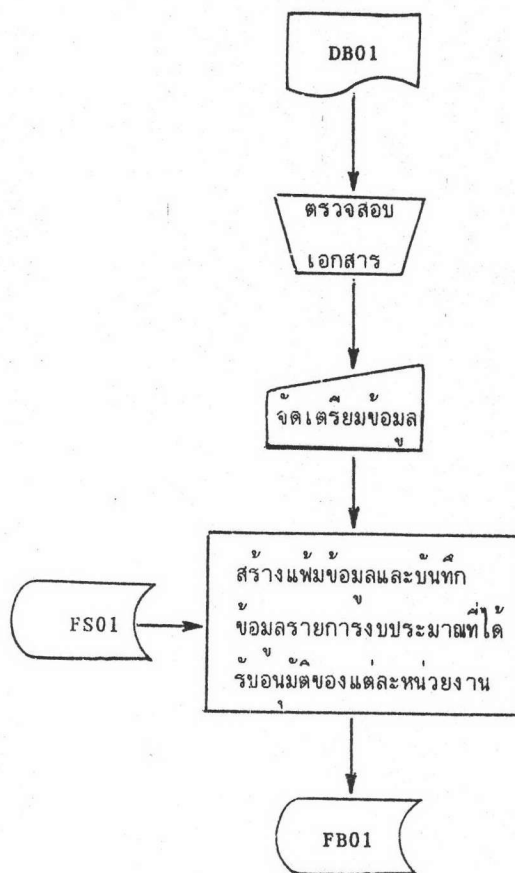 DB01
ตรวจสอบ
เอกสาร
จัดเตรียมข้อมูล
สร้างแฟ้มข้อมูลและบันทึก
FS01
ข้อมูลรายการงบประมาณที่ได้
รับอนุมัติของแต่ละหน่วยงาน
FB01